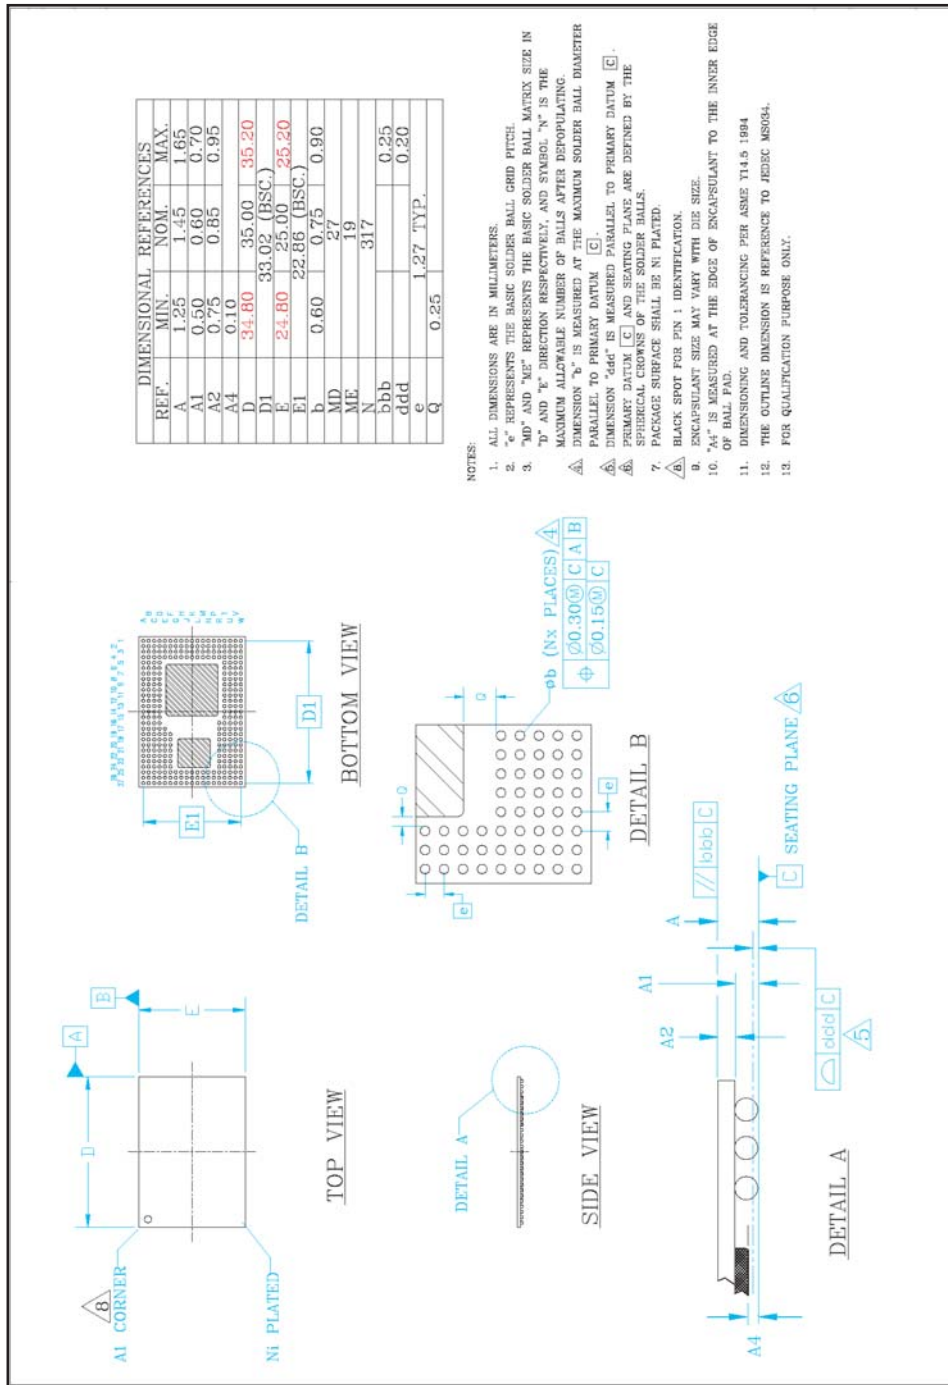 DIMENSIONAL REFERENCES
REF. MIN. NOM. MAX.
A 1.25 1.45 1.65
A1 0.50 0.60 0.70
A2 0.75 0.85 0.95
A4 0.10
D 34.80 35.00 35.20
D1 33.02 (BSC.)
E 24.80 25.00 25.20
E1 22.86 (BSC.)
b 0.60 0.75 0.90
MD 27
ME 19
N 317
bbb 0.25
ddd 0.20
e 1.27 TYP.
Q 0.25
NOTES:
1. ALL DIMENSIONS ARE IN MILLIMETERS.
2. "e" REPRESENTS THE BASIC SOLDER BALL GRID PITCH.
3. "MD" AND "ME" REPRESENTS THE BASIC SOLDER BALL MATRIX SIZE IN
"D" AND "E" DIRECTION RESPECTIVELY, AND SYMBOL "N" IS THE
MAXIMUM ALLOWABLE NUMBER OF BALLS AFTER DEPOPULATING.
4 DIMENSION "b" IS MEASURED AT THE MAXIMUM SOLDER BALL DIAMETER
PARALLEL TO PRIMARY DATUM C .
5 DIMENSION "ddd" IS MEASURED PARALLEL TO PRIMARY DATUM C .
6 PRIMARY DATUM C AND SEATING PLANE ARE DEFINED BY THE
SPHERICAL CROWNS OF THE SOLDER BALLS.
7. PACKAGE SURFACE SHALL BE Ni PLATED.
8 BLACK SPOT FOR PIN 1 IDENTIFICATION.
9. ENCAPSULANT SIZE MAY VARY WITH DIE SIZE.
10. "A4" IS MEASURED AT THE EDGE OF ENCAPSULANT TO THE INNER EDGE
OF BALL PAD.
11. DIMENSIONING AND TOLERANCING PER ASME Y14.5 1994
12. THE OUTLINE DIMENSION IS REFERENCE TO JEDEC MS034.
13. FOR QUALIFICATION PURPOSE ONLY.
8
A1 CORNER
D
A
B
E
Ni PLATED
TOP VIEW
E1
D1
DETAIL B
BOTTOM VIEW
DETAIL A
SIDE VIEW
Q
Q
e
e
Øb (Nx PLACES) 4
Ø0.30 M C A B
Ø0.15 M C
DETAIL B
A4
A2
A1
A
// bbb C
ddd C
5
C SEATING PLANE 6
DETAIL A